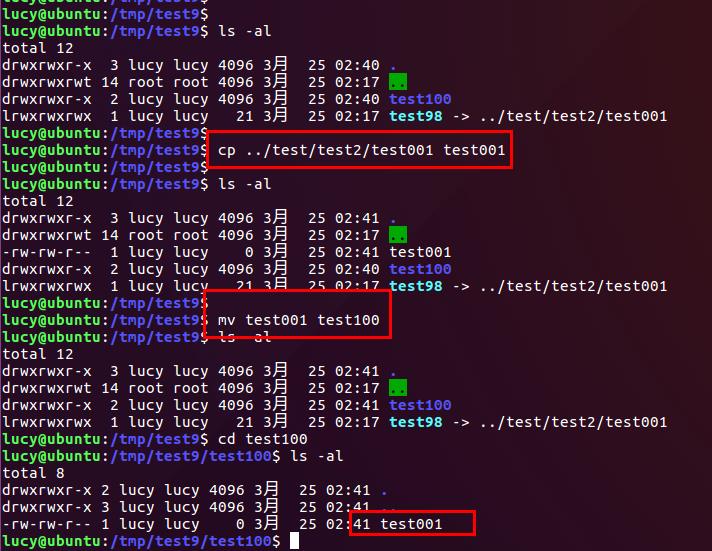 lucy@ubuntu:/tmp/test9$
lucy@ubuntu:/tmp/test9$
lucy@ubuntu:/tmp/test9$ ls -al
total 12
drwxrwxr-x  3 lucy lucy 4096 3月  25 02:40 .
drwxrwxrwt 14 root root 4096 3月  25 02:17 ..
drwxrwxr-x  2 lucy lucy 4096 3月  25 02:40 test100
lrwxrwxrwx  1 lucy lucy   21 3月  25 02:17 test98 -> ../test/test2/test001
lucy@ubuntu:/tmp/test9$
lucy@ubuntu:/tmp/test9$ cp ../test/test2/test001 test001
lucy@ubuntu:/tmp/test9$
lucy@ubuntu:/tmp/test9$ ls -al
total 12
drwxrwxr-x  3 lucy lucy 4096 3月  25 02:41 .
drwxrwxrwt 14 root root 4096 3月  25 02:17 ..
-rw-rw-r--  1 lucy lucy    0 3月  25 02:41 test001
drwxrwxr-x  2 lucy lucy 4096 3月  25 02:40 test100
lrwxrwxrwx  1 lucy lucy   21 3月  25 02:17 test98 -> ../test/test2/test001
lucy@ubuntu:/tmp/test9$
lucy@ubuntu:/tmp/test9$ mv test001 test100
lucy@ubuntu:/tmp/test9$ ls -al
total 12
drwxrwxr-x  3 lucy lucy 4096 3月  25 02:41 .
drwxrwxrwt 14 root root 4096 3月  25 02:17 ..
drwxrwxr-x  2 lucy lucy 4096 3月  25 02:41 test100
lrwxrwxrwx  1 lucy lucy   21 3月  25 02:17 test98 -> ../test/test2/test001
lucy@ubuntu:/tmp/test9$ cd test100
lucy@ubuntu:/tmp/test9/test100$ ls -al
total 8
drwxrwxr-x 2 lucy lucy 4096 3月  25 02:41 .
drwxrwxr-x 3 lucy lucy 4096 3月  25 02:41 ..
-rw-rw-r-- 1 lucy lucy    0 3月  25 02:41 test001
lucy@ubuntu:/tmp/test9/test100$